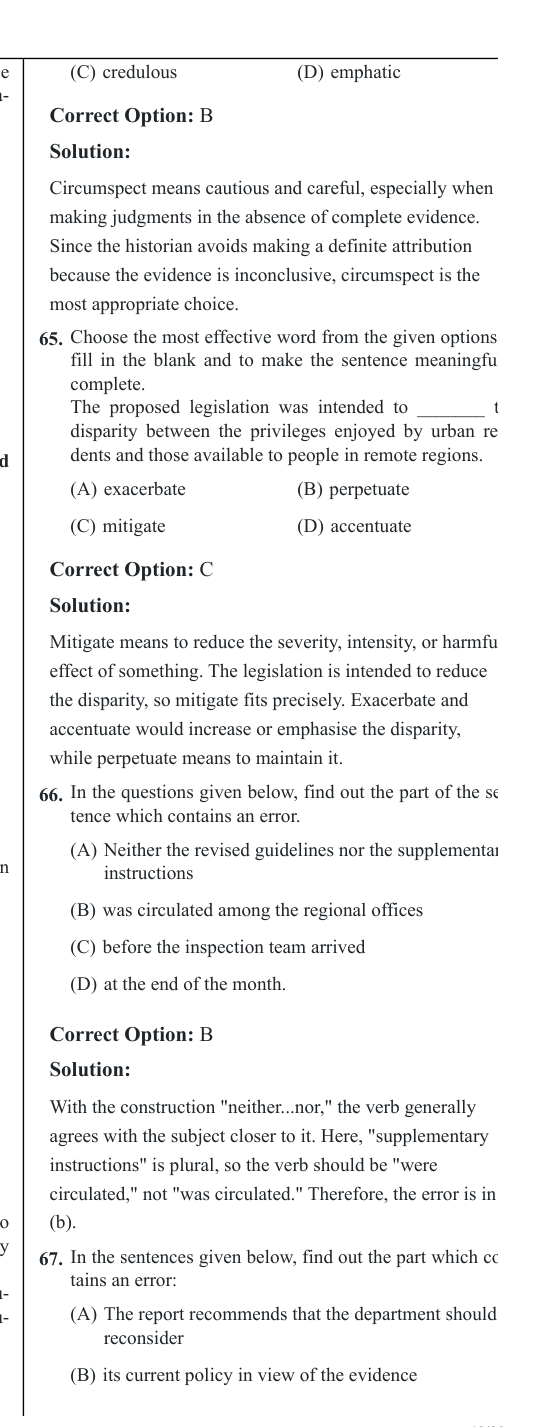 e
a-
(C) credulous (D) emphatic
Correct Option: B
Solution:
Circumspect means cautious and careful, especially when
making judgments in the absence of complete evidence.
Since the historian avoids making a definite attribution
because the evidence is inconclusive, circumspect is the
most appropriate choice.
65. Choose the most effective word from the given options
fill in the blank and to make the sentence meaningfu
complete.
The proposed legislation was intended to _______ t
disparity between the privileges enjoyed by urban re
d
dents and those available to people in remote regions.
(A) exacerbate (B) perpetuate
(C) mitigate (D) accentuate
Correct Option: C
Solution:
Mitigate means to reduce the severity, intensity, or harmfu
effect of something. The legislation is intended to reduce
the disparity, so mitigate fits precisely. Exacerbate and
accentuate would increase or emphasise the disparity,
while perpetuate means to maintain it.
66. In the questions given below, find out the part of the se
tence which contains an error.
(A) Neither the revised guidelines nor the supplementar
n
instructions
(B) was circulated among the regional offices
(C) before the inspection team arrived
(D) at the end of the month.
Correct Option: B
Solution:
With the construction "neither...nor," the verb generally
agrees with the subject closer to it. Here, "supplementary
instructions" is plural, so the verb should be "were
circulated," not "was circulated." Therefore, the error is in
o
(b).
y
67. In the sentences given below, find out the part which co
tains an error:
(A) The report recommends that the department should
reconsider
(B) its current policy in view of the evidence